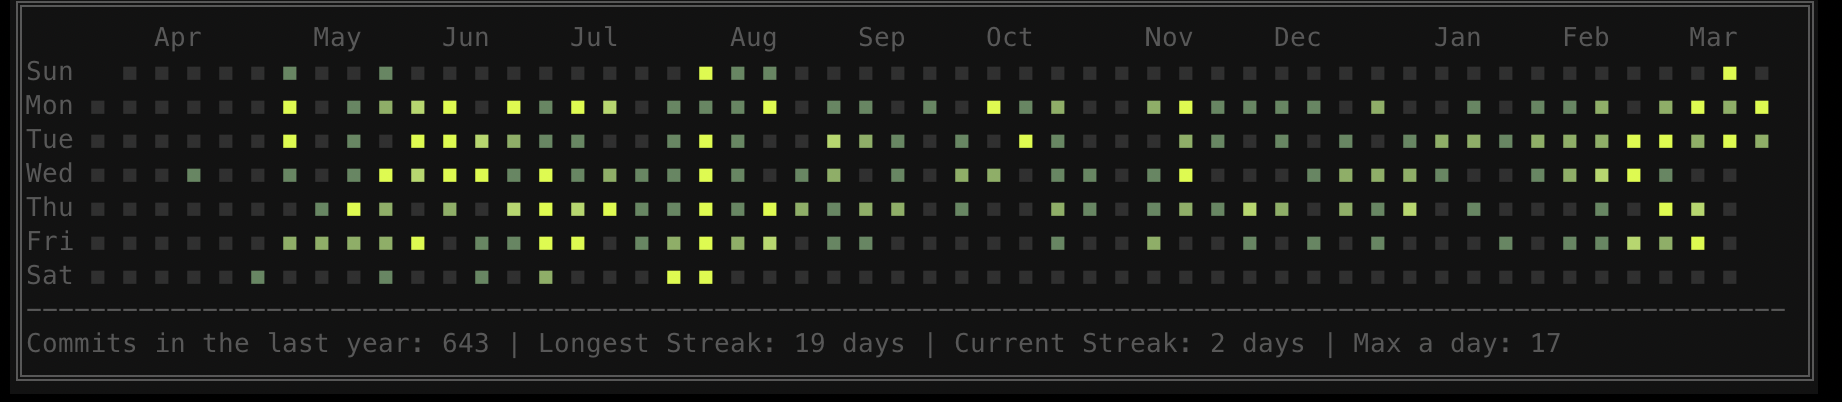 Apr May Jun Jul Aug Sep Oct Nov Dec Jan Feb Mar
Sun
Mon
Tue
Wed
Thu
Fri
Sat
Commits in the last year: 643 | Longest Streak: 19 days | Current Streak: 2 days | Max a day: 17